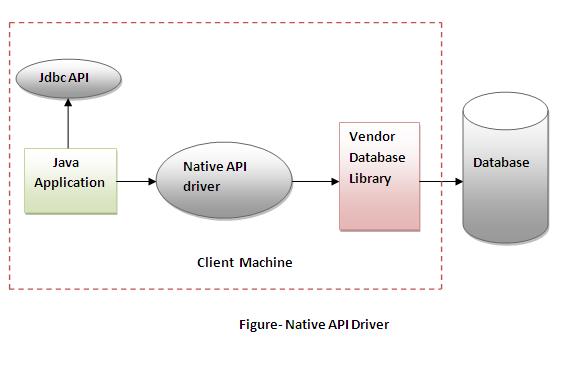 Jdbc API
Java
Application
Native API
driver
Vendor
Database
Library
Database
Client Machine
Figure- Native API Driver